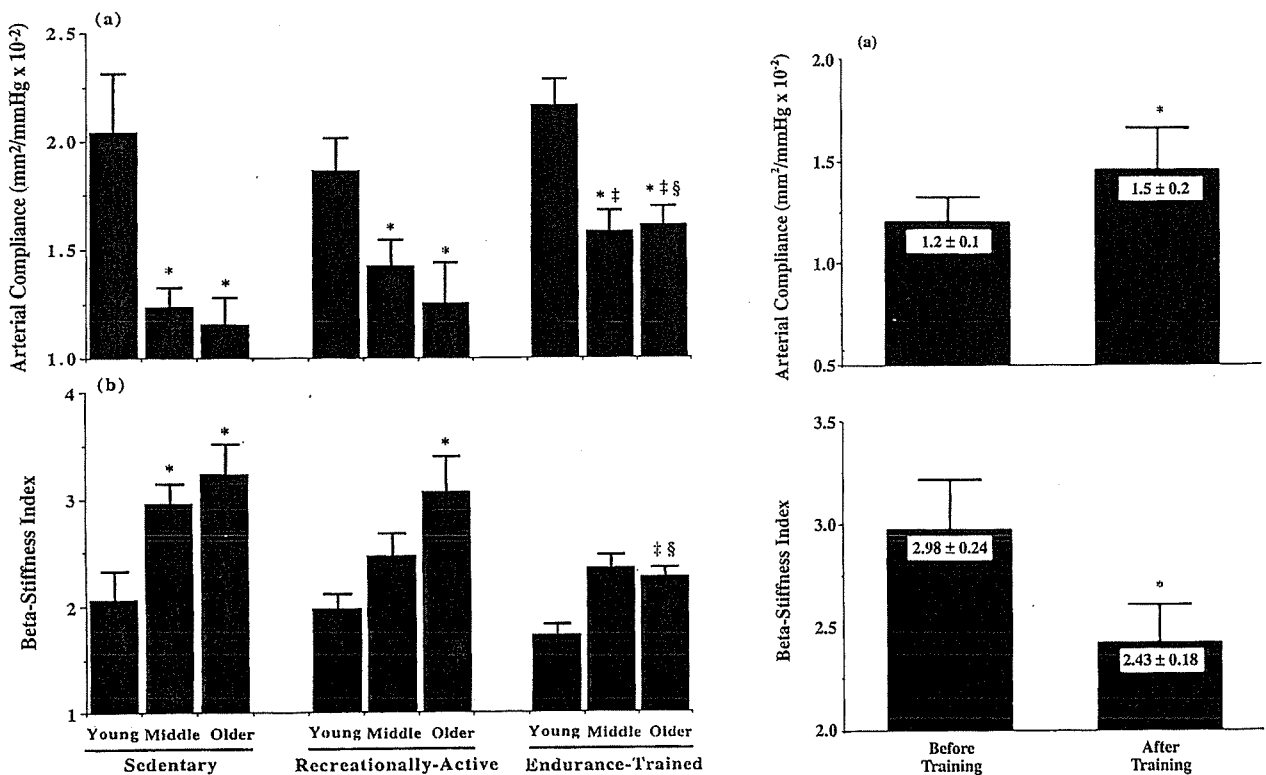 (a)
Arterial Compliance (mm²/mmHg x 10⁻²)
2.5
2.0
1.5
1.0
*
*
*
*
* ‡
* ‡ §
(b)
Beta-Stiffness Index
4
3
2
1
*
*
*
‡ §
Young Middle Older
Young Middle Older
Young Middle Older
Sedentary
Recreationally-Active
Endurance-Trained
(a)
Arterial Compliance (mm²/mmHg x 10⁻²)
2.0
1.5
1.0
0.5
*
1.2 ± 0.1
1.5 ± 0.2
Beta-Stiffness Index
3.5
3.0
2.5
2.0
*
2.98 ± 0.24
2.43 ± 0.18
Before
Training
After
Training